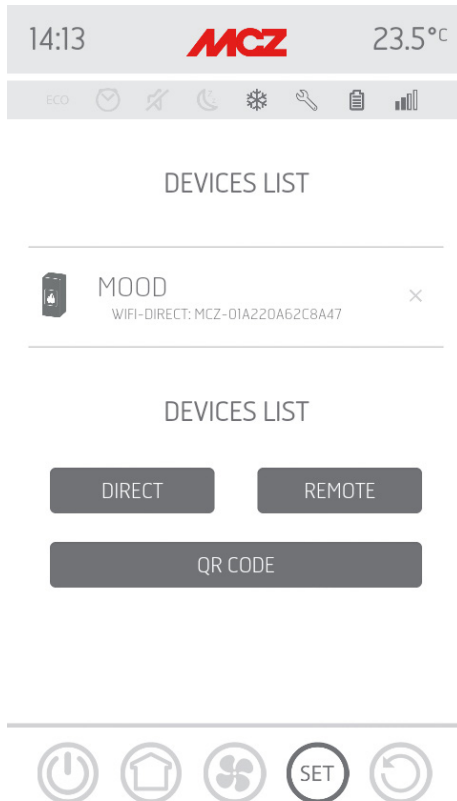 14:13 MCZ 23.5°C
ECO
DEVICES LIST
MOOD
WIFI-DIRECT: MCZ-01A220A62C8A47
DEVICES LIST
DIRECT REMOTE
QR CODE
SET